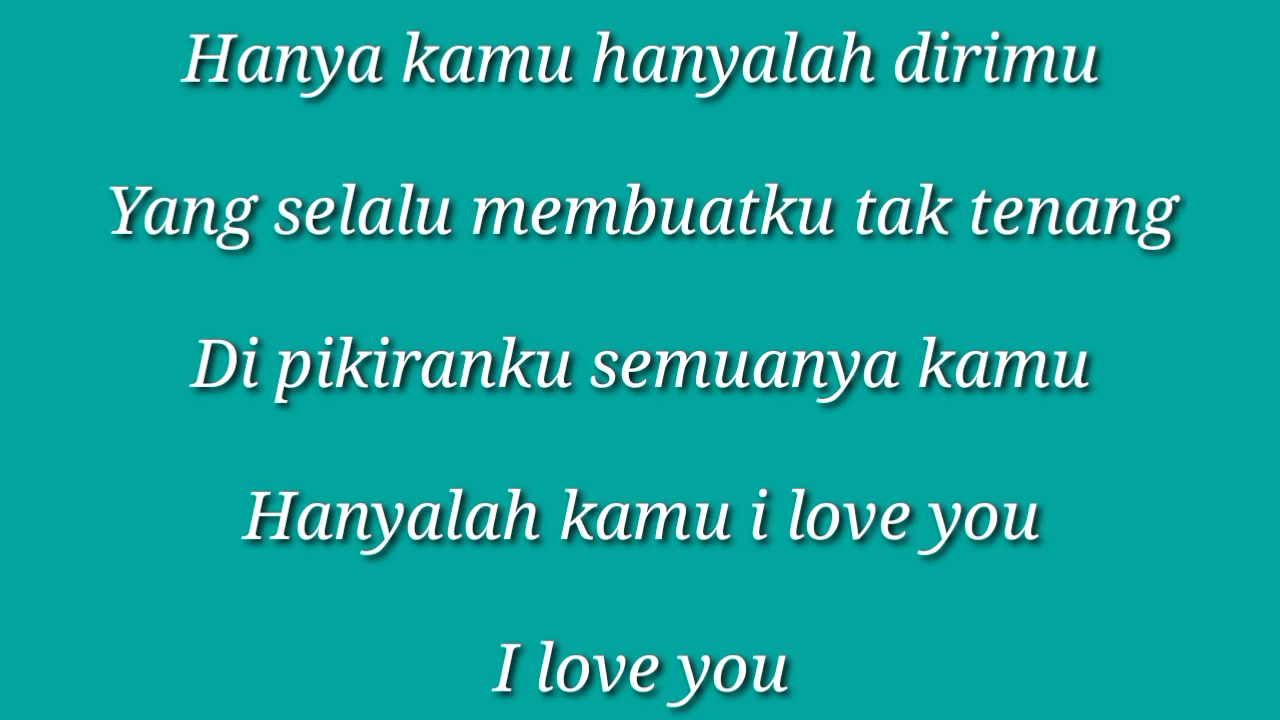 Hanya kamu hanyalah dirimu
Yang selalu membuatku tak tenang
Di pikiranku semuanya kamu
Hanyalah kamu i love you
I love you